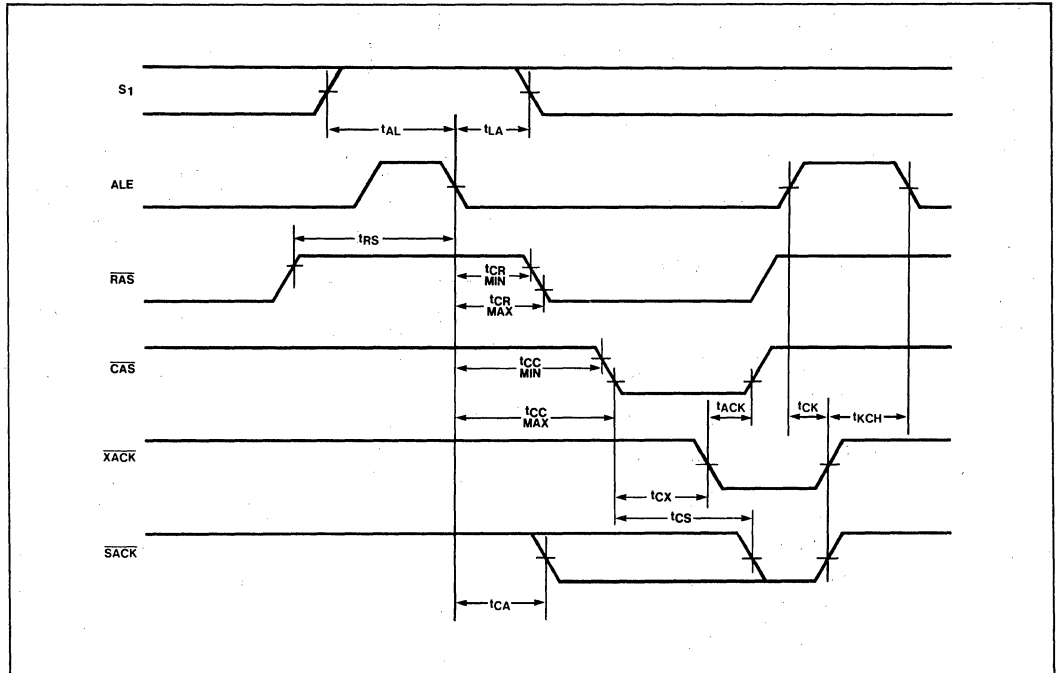 S1
tAL
tLA
ALE
tRS
RAS
tCR
MIN
tCR
MAX
CAS
tCC
MIN
tCC
MAX
tACK
tCK
tKCH
XACK
tCX
tCS
SACK
tCA